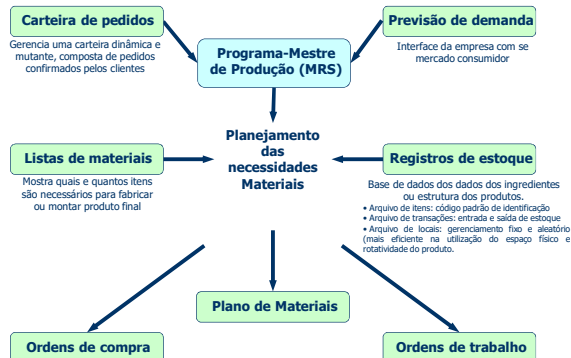 Carteira de pedidos
Gerencia uma carteira dinâmica e
mutante, composta de pedidos
confirmados pelos clientes
Programa-Mestre
de Produção (MRS)
Previsão de demanda
Interface da empresa com se
mercado consumidor
Planejamento
das
necessidades
Materiais
Listas de materiais
Mostra quais e quantos itens
são necessários para fabricar
ou montar produto final
Registros de estoque
Base de dados dos dados dos ingredientes
ou estrutura dos produtos.
• Arquivo de itens: código padrão de identificação
• Arquivo de transações: entrada e saída de estoque
• Arquivo de locais: gerenciamento fixo e aleatório
(mais eficiente na utilização do espaço físico e
rotatividade do produto.
Plano de Materiais
Ordens de compra
Ordens de trabalho